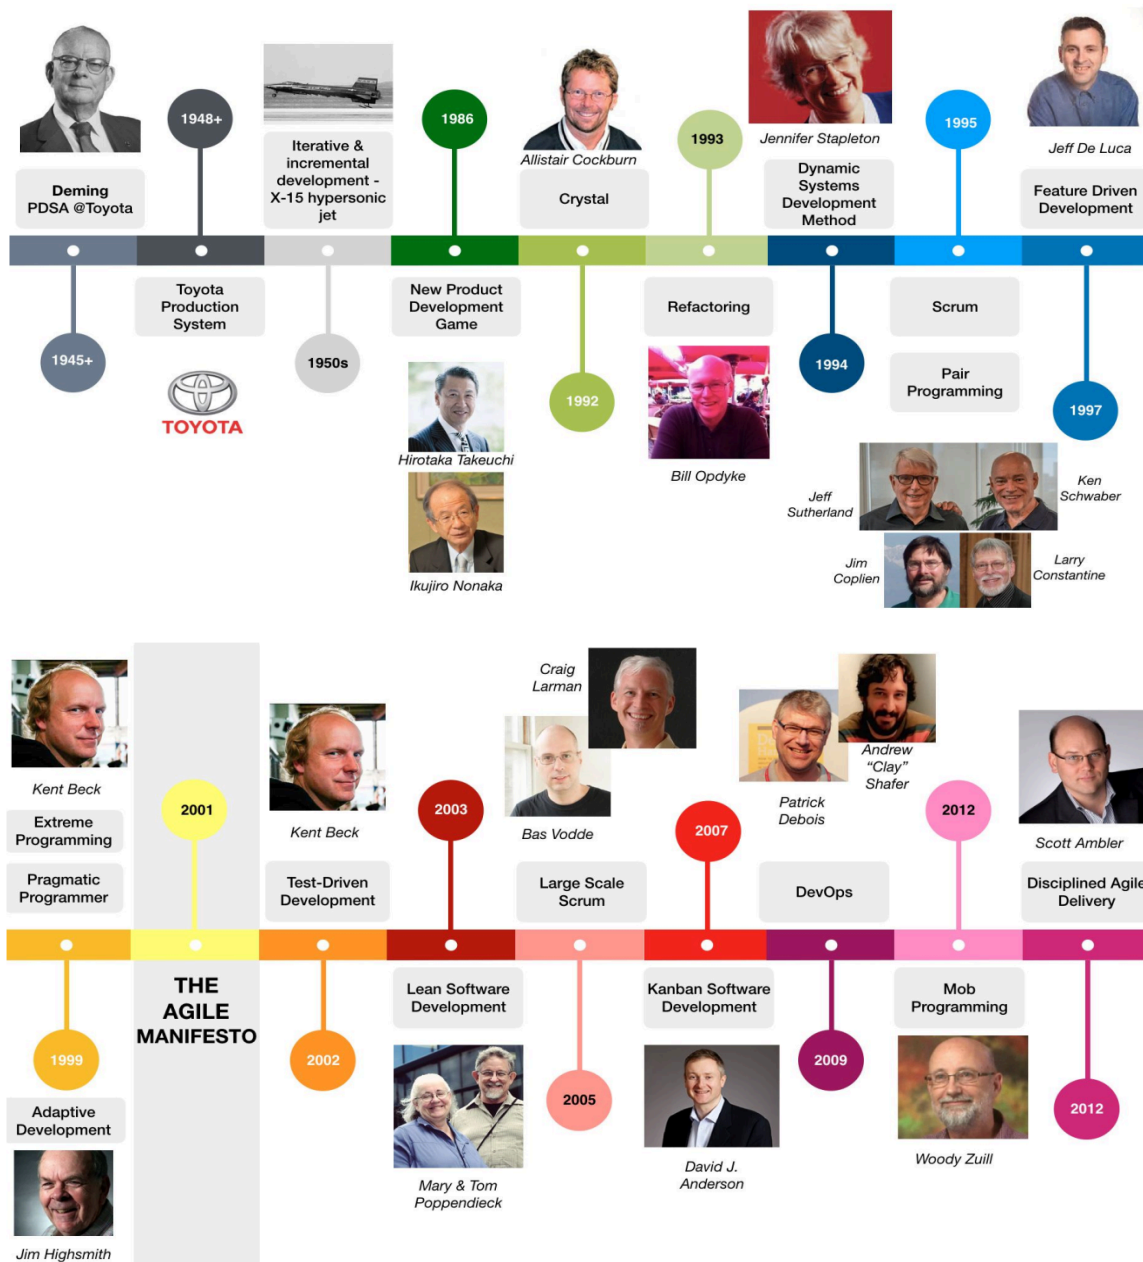 1948+
1986
1993
1995
Deming
PDSA @Toyota
Iterative &
incremental
development -
X-15 hypersonic
jet
Allistair Cockburn
Crystal
Jennifer Stapleton
Dynamic
Systems
Development
Method
Jeff De Luca
Feature Driven
Development
1945+
Toyota
Production
System
TOYOTA
1950s
New Product
Development
Game
Hirotaka Takeuchi
Ikujiro Nonaka
1992
Refactoring
Bill Opdyke
1994
Scrum
Pair
Programming
1997
Jeff
Sutherland
Ken
Schwaber
Jim
Coplien
Larry
Constantine
Kent Beck
Extreme
Programming
Pragmatic
Programmer
2001
Kent Beck
Test-Driven
Development
2003
Craig
Larman
Bas Vodde
Large Scale
Scrum
2007
Patrick
Debois
Andrew
“Clay”
Shafer
DevOps
2012
Scott Ambler
Disciplined Agile
Delivery
1999
Adaptive
Development
Jim Highsmith
THE
AGILE
MANIFESTO
2002
Lean Software
Development
Mary & Tom
Poppendieck
2005
Kanban Software
Development
David J.
Anderson
2009
Mob
Programming
Woody Zuill
2012